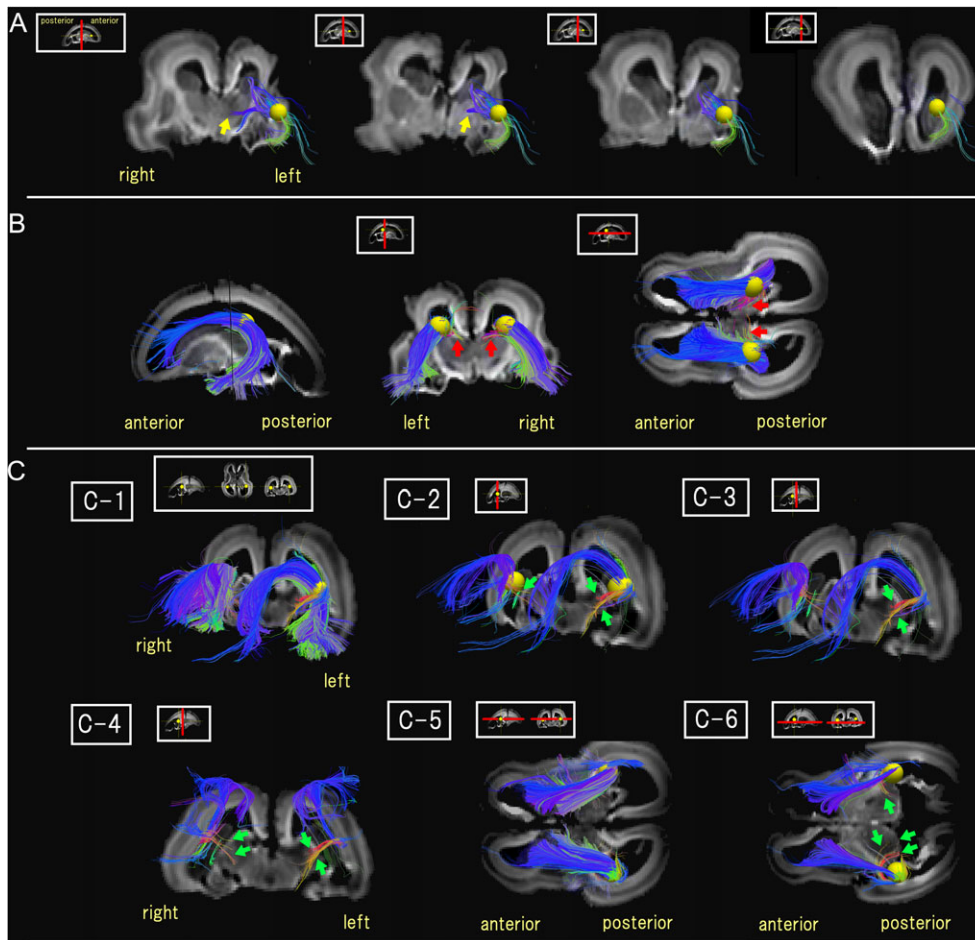 A
posterior anterior
right left
B
anterior posterior left right anterior posterior
C
C-1 C-2 C-3
right
left
C-4 C-5 C-6
right left anterior posterior anterior posterior